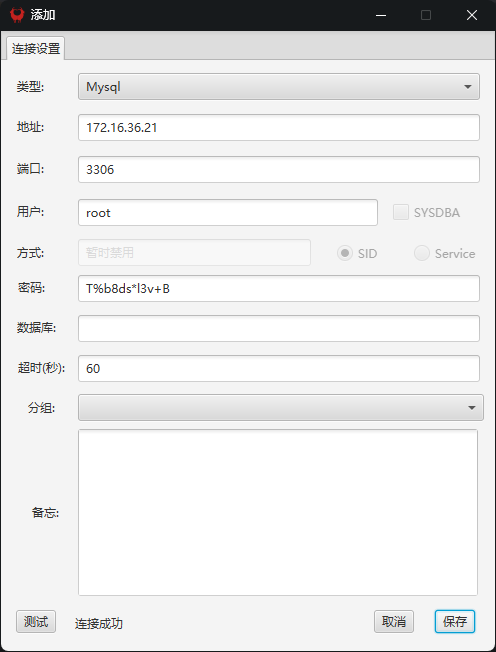 添加
连接设置
类型: Mysql
地址: 172.16.36.21
端口: 3306
用户: root SYSDBA
方式: 暂时禁用 SID Service
密码: T%b8ds*l3v+B
数据库:
超时(秒): 60
分组:
备忘:
测试 连接成功 取消 保存